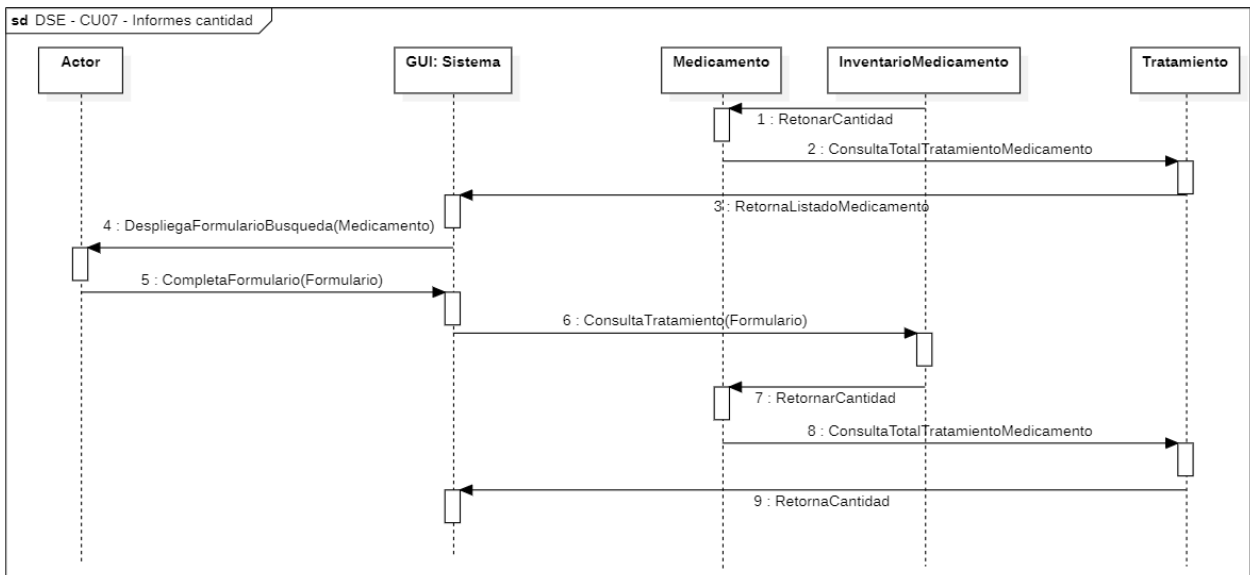 sd DSE - CU07 - Informes cantidad
Actor
GUI: Sistema
Medicamento
InventarioMedicamento
Tratamiento
1 : RetonarCantidad
2 : ConsultaTotalTratamientoMedicamento
3 : RetornaListadoMedicamento
4 : DespliegaFormularioBusqueda(Medicamento)
5 : CompletaFormulario(Formulario)
6 : ConsultaTratamiento(Formulario)
7 : RetornarCantidad
8 : ConsultaTotalTratamientoMedicamento
9 : RetornaCantidad